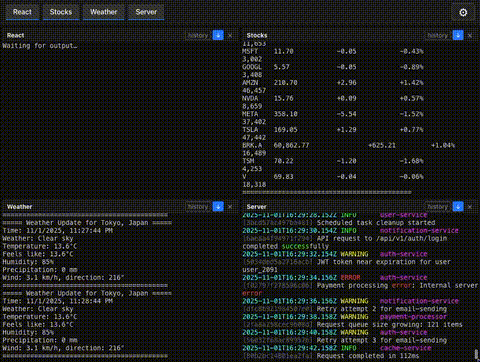 React Stocks Weather Server
React history
Waiting for output…
Stocks history
11,653
MSFT 11.70 -0.05 -0.43%
3,002
GOOGL 5.57 -0.05 -0.89%
3,408
AMZN 210.70 +2.96 +1.42%
46,457
NVDA 15.76 +0.09 +0.57%
8,659
META 358.10 -5.54 -1.52%
37,402
TSLA 169.05 +1.29 +0.77%
47,442
BRK.A 60,862.77 +625.21 +1.04%
16,489
TSM 70.22 -1.20 -1.68%
4,253
V 69.83 -0.04 -0.06%
18,318
Weather history
===== Weather Update for Tokyo, Japan =====
Time: 11/1/2025, 11:27:44 PM
Weather: Clear sky
Temperature: 13.6°C
Feels like: 13.6°C
Humidity: 85%
Precipitation: 0 mm
Wind: 3.1 km/h, direction: 216°
===== Weather Update for Tokyo, Japan =====
Time: 11/1/2025, 11:28:44 PM
Weather: Clear sky
Temperature: 13.6°C
Feels like: 13.6°C
Humidity: 85%
Precipitation: 0 mm
Wind: 3.1 km/h, direction: 216°
Server history
2025-11-01T16:29:28.152Z INFO user-service
Scheduled task cleanup started
2025-11-01T16:29:30.154Z INFO notification-service
API request to /api/v1/auth/login
completed successfully
2025-11-01T16:29:32.154Z WARNING auth-service
JWT token near expiration for user
user_2091
2025-11-01T16:29:34.156Z ERROR auth-service
Payment processing error: Internal server
error
2025-11-01T16:29:36.156Z WARNING notification-service
Retry attempt 2 for email-sending
2025-11-01T16:29:38.158Z WARNING payment-processor
Request queue size growing: 121 items
2025-11-01T16:29:40.158Z WARNING auth-service
Retry attempt 3 for email-sending
2025-11-01T16:29:42.158Z INFO cache-service
Request completed in 112ms